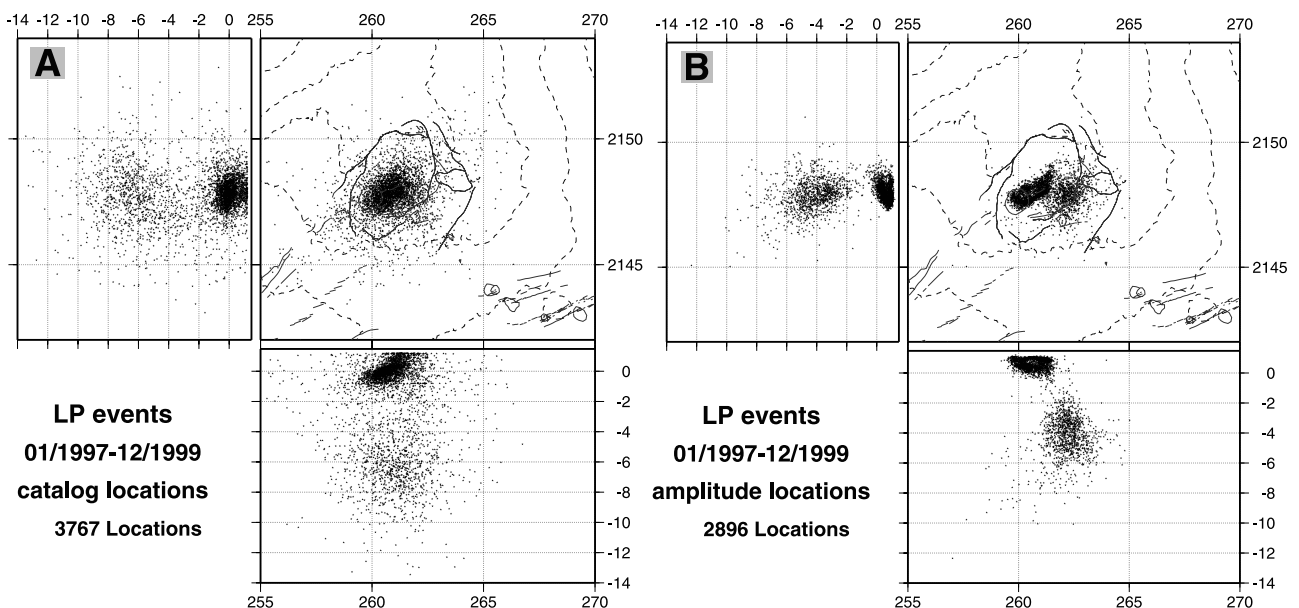 -14 -12 -10 -8 -6 -4 -2 0 255 260 265 270
A
2150
2145
0
-2
-4
-6
-8
-10
-12
-14
255 260 265 270
LP events
01/1997-12/1999
catalog locations
3767 Locations
-14 -12 -10 -8 -6 -4 -2 0 255 260 265 270
B
2150
2145
0
-2
-4
-6
-8
-10
-12
-14
255 260 265 270
LP events
01/1997-12/1999
amplitude locations
2896 Locations